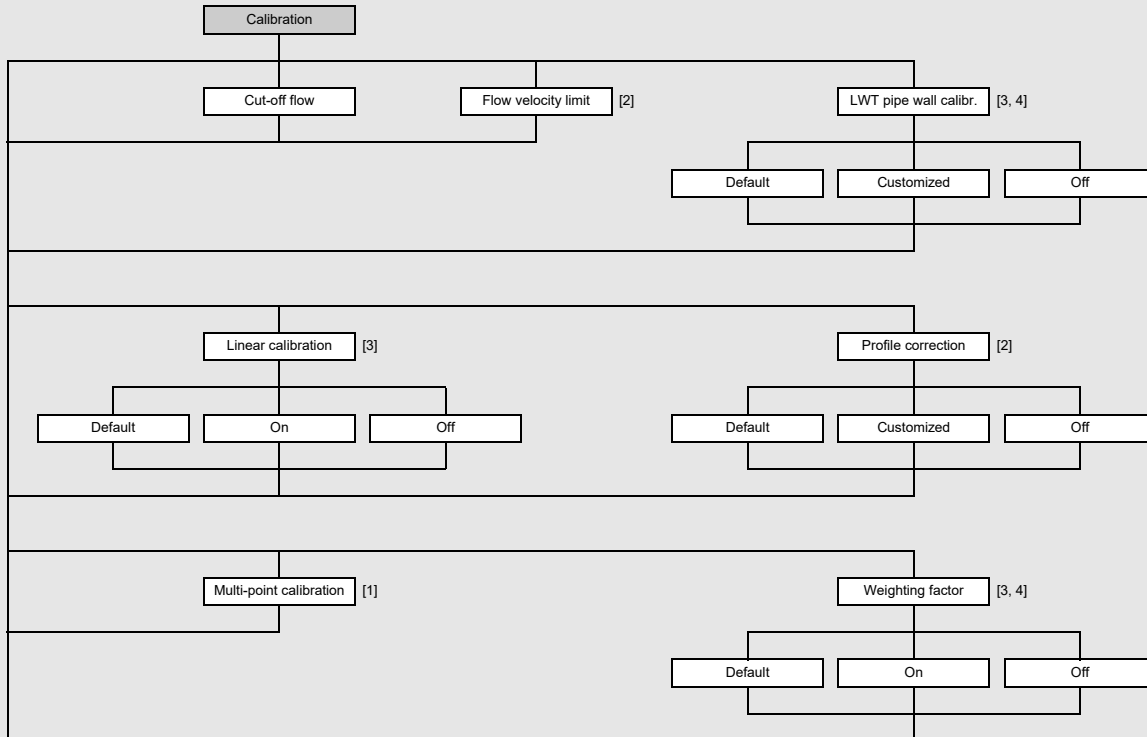 Calibration
Cut-off flow
Flow velocity limit
[2]
LWT pipe wall calibr.
[3, 4]
Default
Customized
Off
Linear calibration
[3]
Profile correction
[2]
Default
On
Off
Default
Customized
Off
Multi-point calibration
[1]
Weighting factor
[3, 4]
Default
On
Off